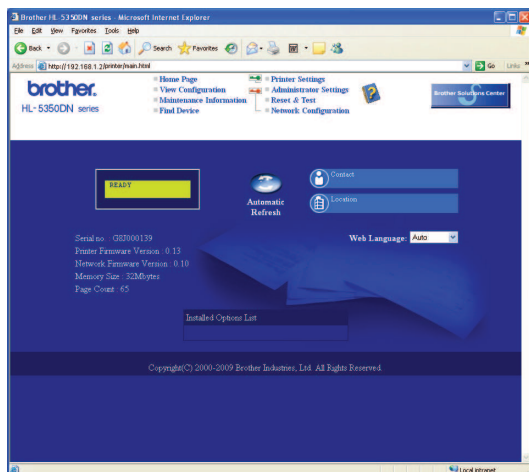 Brother HL-5350DN series - Microsoft Internet Explorer
File Edit View Favorites Tools Help
Back Search Favorites
Address http://192.168.1.2/printer/main.html Go Links
brother.
HL-5350DN series
Home Page
View Configuration
Maintenance Information
Find Device
Printer Settings
Administrator Settings
Reset & Test
Network Configuration
Brother Solutions Center
READY
Automatic
Refresh
Contact
Location
Serial no. : G8J000139
Printer Firmware Version : 0.13
Network Firmware Version : 0.10
Memory Size : 32Mbytes
Page Count : 65
Web Language: Auto
Installed Options List
Copyright(C) 2000-2009 Brother Industries, Ltd. All Rights Reserved.
Local intranet